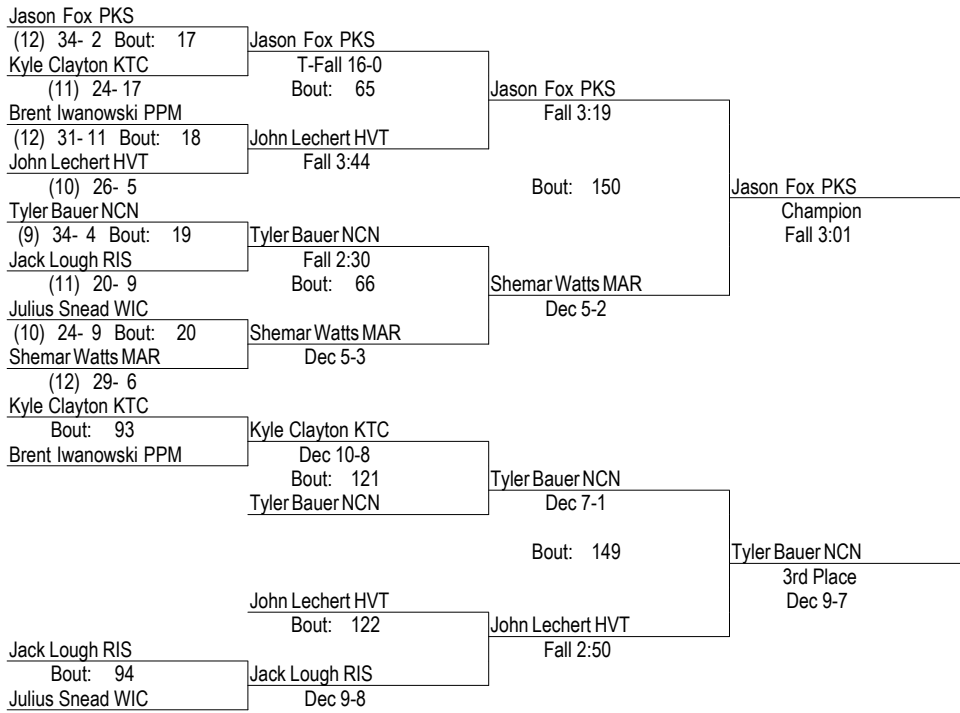 Jason Fox PKS
(12) 34- 2 Bout: 17
Jason Fox PKS
Kyle Clayton KTC
T-Fall 16-0
(11) 24- 17
Bout: 65
Jason Fox PKS
Brent Iwanowski PPM
Fall 3:19
(12) 31- 11 Bout: 18
John Lechert HVT
John Lechert HVT
Fall 3:44
(10) 26- 5
Bout: 150
Jason Fox PKS
Tyler Bauer NCN
Champion
(9) 34- 4 Bout: 19
Tyler Bauer NCN
Fall 3:01
Jack Lough RIS
Fall 2:30
(11) 20- 9
Bout: 66
Shemar Watts MAR
Julius Snead WIC
Dec 5-2
(10) 24- 9 Bout: 20
Shemar Watts MAR
Shemar Watts MAR
Dec 5-3
(12) 29- 6
Kyle Clayton KTC
Bout: 93
Kyle Clayton KTC
Brent Iwanowski PPM
Dec 10-8
Bout: 121
Tyler Bauer NCN
Tyler Bauer NCN
Dec 7-1
Bout: 149
Tyler Bauer NCN
3rd Place
John Lechert HVT
Dec 9-7
Bout: 122
John Lechert HVT
Jack Lough RIS
Fall 2:50
Bout: 94
Jack Lough RIS
Julius Snead WIC
Dec 9-8